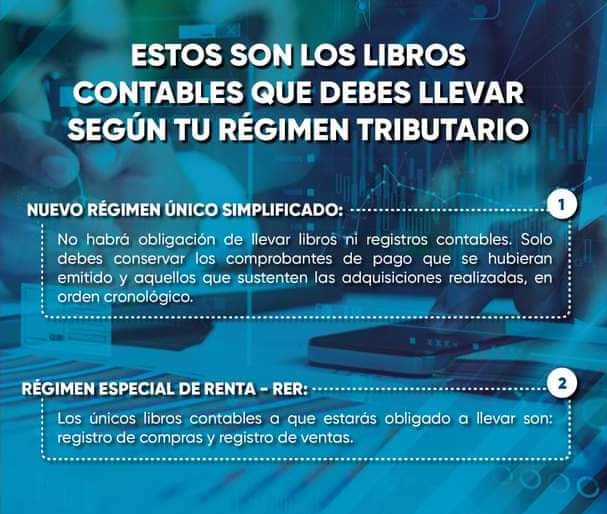 ESTOS SON LOS LIBROS
CONTABLES QUE DEBES LLEVAR
SEGÚN TU RÉGIMEN TRIBUTARIO
NUEVO RÉGIMEN ÚNICO SIMPLIFICADO: 1
No habrá obligación de llevar libros ni registros contables. Solo
debes conservar los comprobantes de pago que se hubieran
emitido y aquellos que sustenten las adquisiciones realizadas, en
orden cronológico.
RÉGIMEN ESPECIAL DE RENTA - RER: 2
Los únicos libros contables a que estarás obligado a llevar son:
registro de compras y registro de ventas.